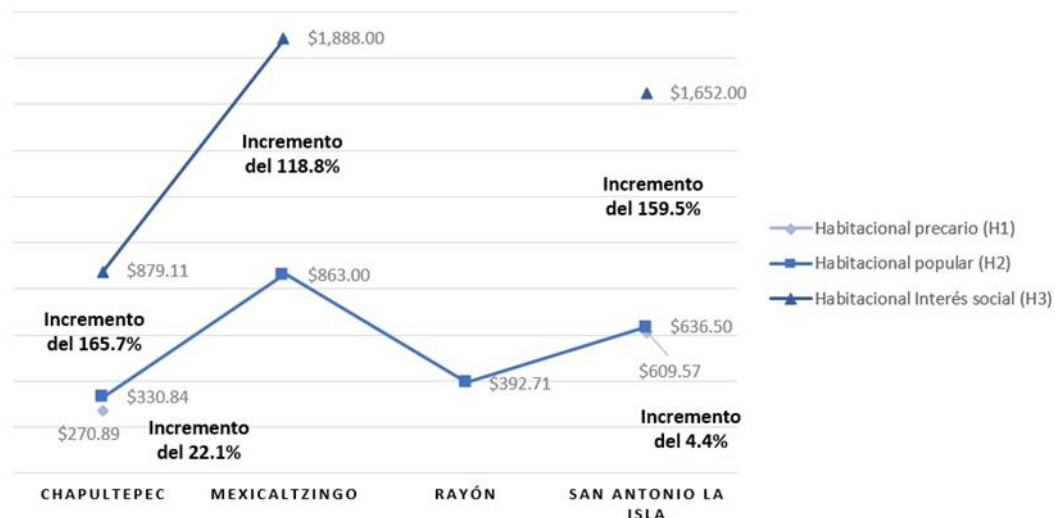 $1,888.00
$1,652.00
Incremento
del 118.8%
Incremento
del 159.5%
Habitacional precario (H1)
Habitacional popular (H2)
Habitacional Interés social (H3)
$879.11
$863.00
Incremento
del 165.7%
$636.50
$609.57
$330.84
$392.71
$270.89
Incremento
del 22.1%
Incremento
del 4.4%
CHAPULTEPEC
MEXICALTZINGO
RAYÓN
SAN ANTONIO LA
ISLA